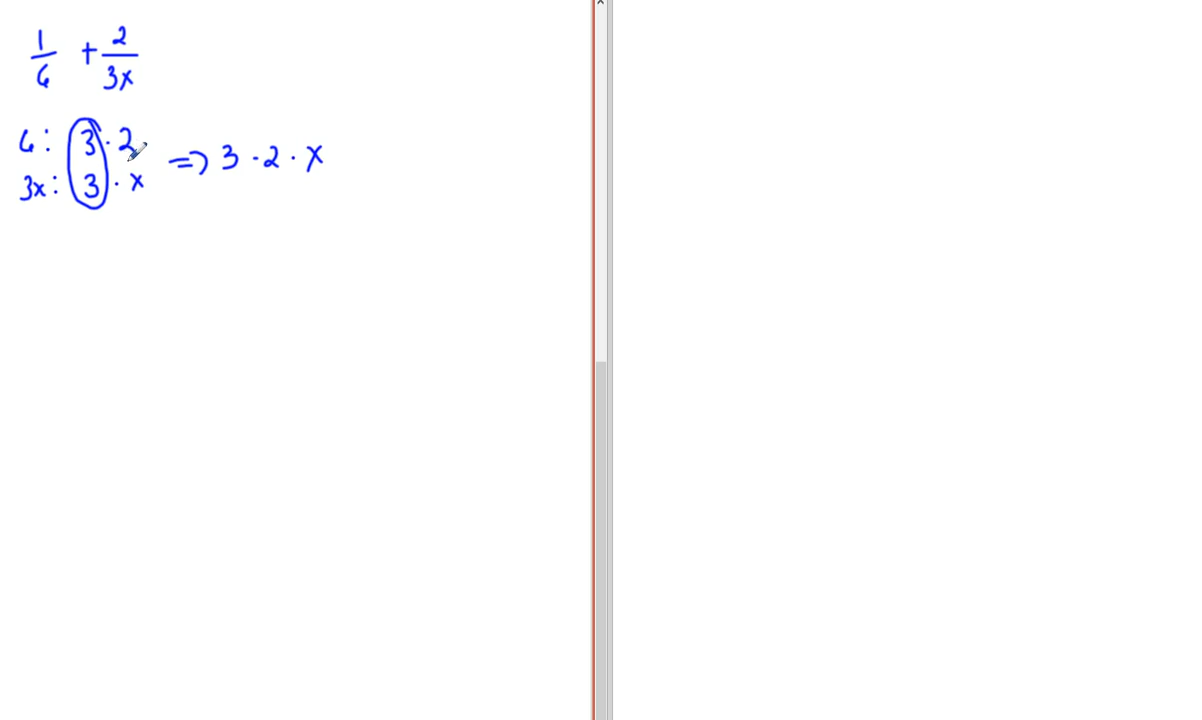 1/6 + 2/3x
6: 3 · 2
3x: 3 · x
=> 3 · 2 · x